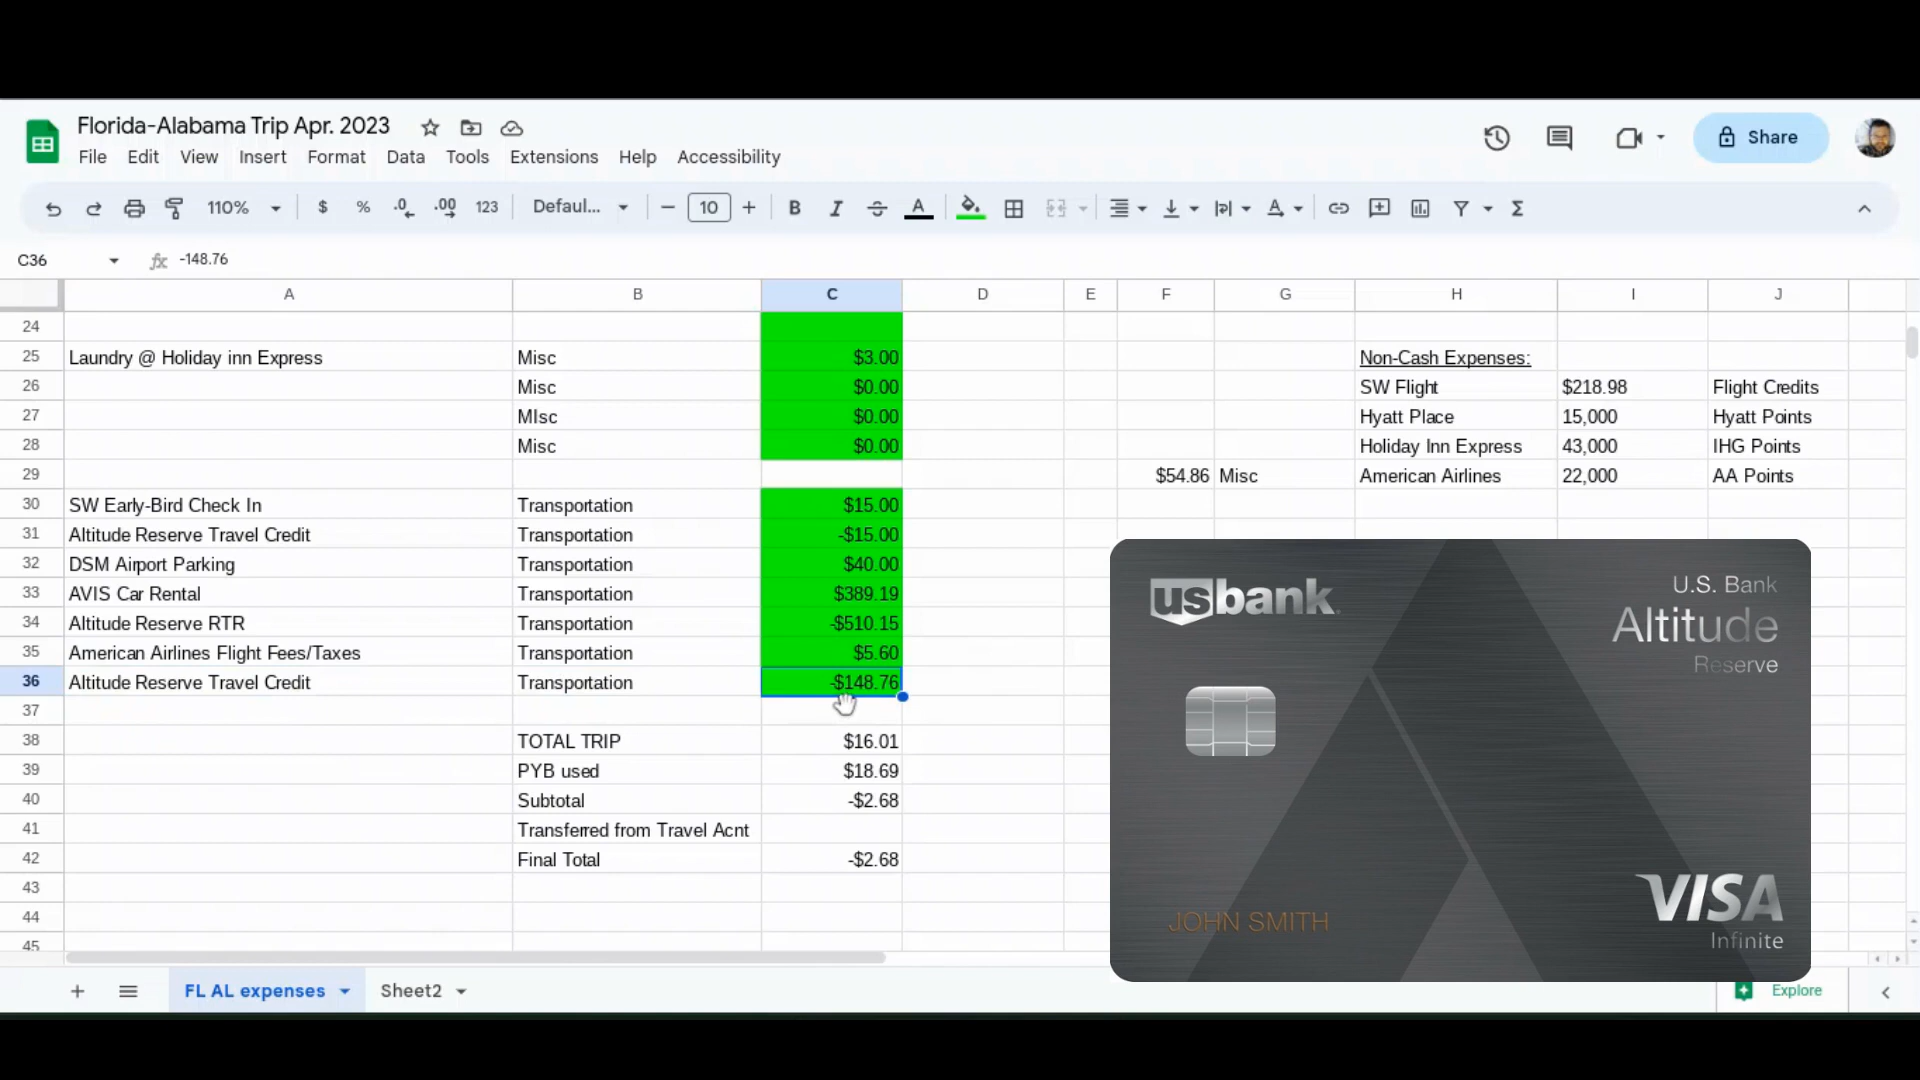 Florida-Alabama Trip Apr. 2023
File Edit View Insert Format Data Tools Extensions Help Accessibility
Share
110% $ % .0 .00 123 Defaul... 10 B I A Σ
C36 fx -148.76
A B C D E F G H I J
24
25 Laundry @ Holiday inn Express Misc $3.00 Non-Cash Expenses:
26 Misc $0.00 SW Flight $218.98 Flight Credits
27 MIsc $0.00 Hyatt Place 15,000 Hyatt Points
28 Misc $0.00 Holiday Inn Express 43,000 IHG Points
29 $54.86 Misc American Airlines 22,000 AA Points
30 SW Early-Bird Check In Transportation $15.00
31 Altitude Reserve Travel Credit Transportation -$15.00
32 DSM Airport Parking Transportation $40.00
33 AVIS Car Rental Transportation $389.19
34 Altitude Reserve RTR Transportation -$510.15
35 American Airlines Flight Fees/Taxes Transportation $5.60
36 Altitude Reserve Travel Credit Transportation -$148.76
37
38 TOTAL TRIP $16.01
39 PYB used $18.69
40 Subtotal -$2.68
41 Transferred from Travel Acnt
42 Final Total -$2.68
43
44
45
usbank
U.S. Bank
Altitude
Reserve
JOHN SMITH
VISA
Infinite
FL AL expenses Sheet2 Explore